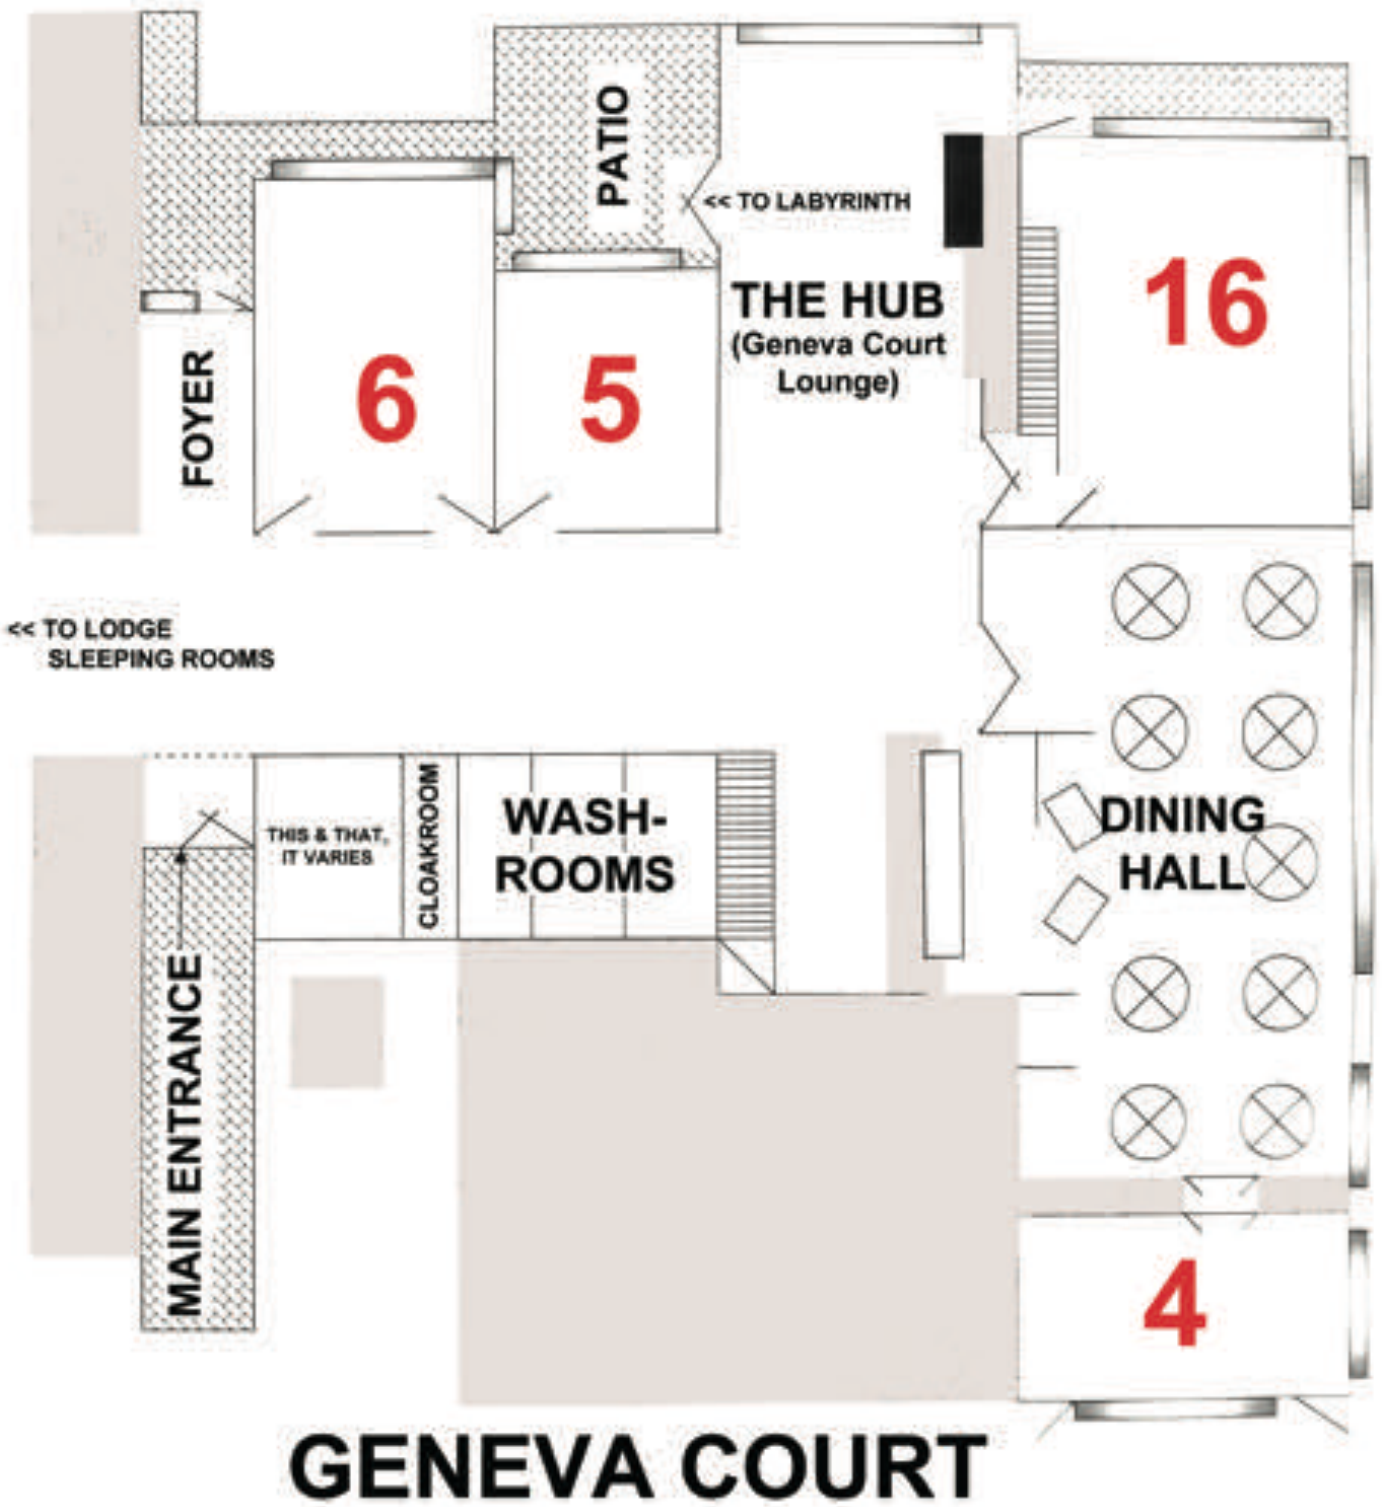 PATIO
<< TO LABYRINTH
THE HUB
(Geneva Court
Lounge)
16
6
5
FOYER
<< TO LODGE
SLEEPING ROOMS
THIS & THAT,
IT VARIES
CLOAKROOM
WASH-
ROOMS
DINING
HALL
MAIN ENTRANCE
4
GENEVA COURT